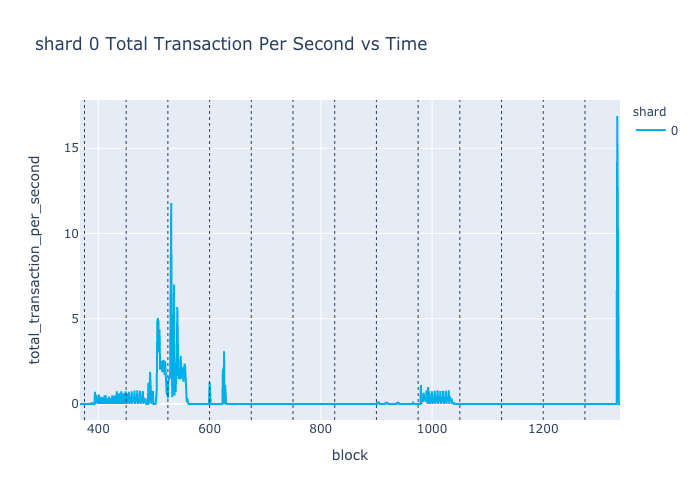 shard 0 Total Transaction Per Second vs Time
shard
0
total_transaction_per_second
15
10
5
0
400
600
800
1000
1200
block